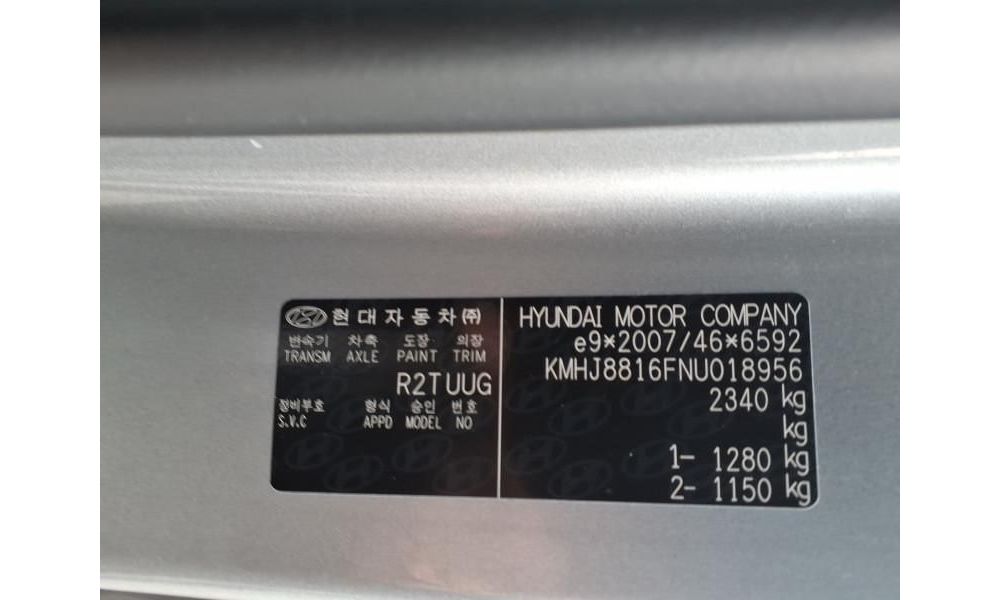 현대자동차㈜
변속기 차축 도장 의장
TRANSM AXLE PAINT TRIM
R2T UUG
정비부호 형식 승인 번호
S.V.C APPD MODEL NO
HYUNDAI MOTOR COMPANY
e9*2007/46*6592
KMHJ8816FNU018956
2340 kg
kg
1- 1280 kg
2- 1150 kg